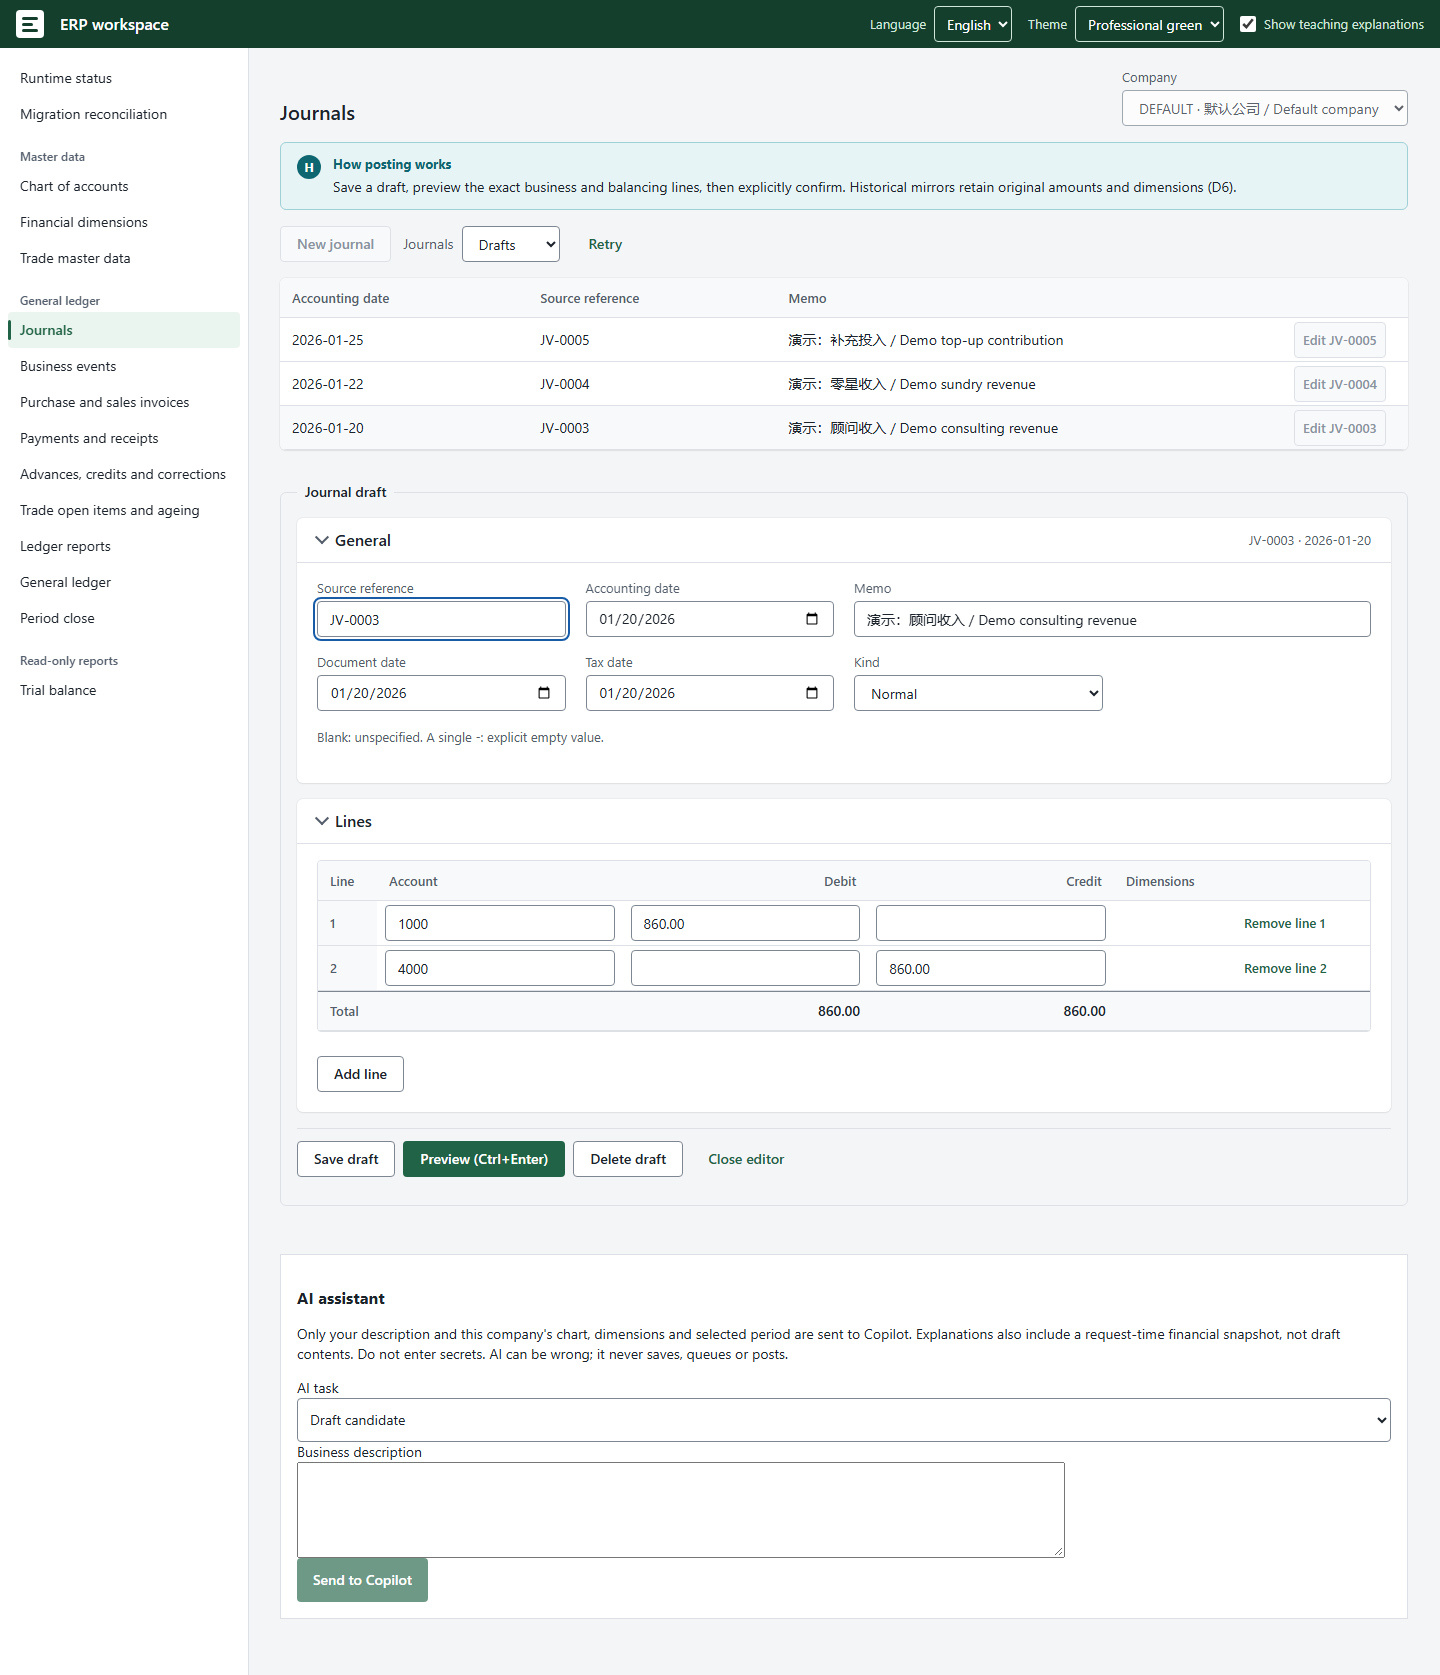 ERP workspace
Language English Theme Professional green Show teaching explanations
Runtime status
Migration reconciliation
Master data
Chart of accounts
Financial dimensions
Trade master data
General ledger
Journals
Business events
Purchase and sales invoices
Payments and receipts
Advances, credits and corrections
Trade open items and ageing
Ledger reports
General ledger
Period close
Read-only reports
Trial balance
Company
Journals
DEFAULT · 默认公司 / Default company
H
How posting works
Save a draft, preview the exact business and balancing lines, then explicitly confirm. Historical mirrors retain original amounts and dimensions (D6).
New journal Journals Drafts Retry
Accounting date Source reference Memo
2026-01-25 JV-0005 演示：补充投入 / Demo top-up contribution Edit JV-0005
2026-01-22 JV-0004 演示：零星收入 / Demo sundry revenue Edit JV-0004
2026-01-20 JV-0003 演示：顾问收入 / Demo consulting revenue Edit JV-0003
Journal draft
General JV-0003 · 2026-01-20
Source reference Accounting date Memo
JV-0003 01/20/2026 演示：顾问收入 / Demo consulting revenue
Document date Tax date Kind
01/20/2026 01/20/2026 Normal
Blank: unspecified. A single -: explicit empty value.
Lines
Line Account Debit Credit Dimensions
1 1000 860.00 Remove line 1
2 4000 860.00 Remove line 2
Total 860.00 860.00
Add line
Save draft Preview (Ctrl+Enter) Delete draft Close editor
AI assistant
Only your description and this company's chart, dimensions and selected period are sent to Copilot. Explanations also include a request-time financial snapshot, not draft
contents. Do not enter secrets. AI can be wrong; it never saves, queues or posts.
AI task
Draft candidate
Business description
Send to Copilot